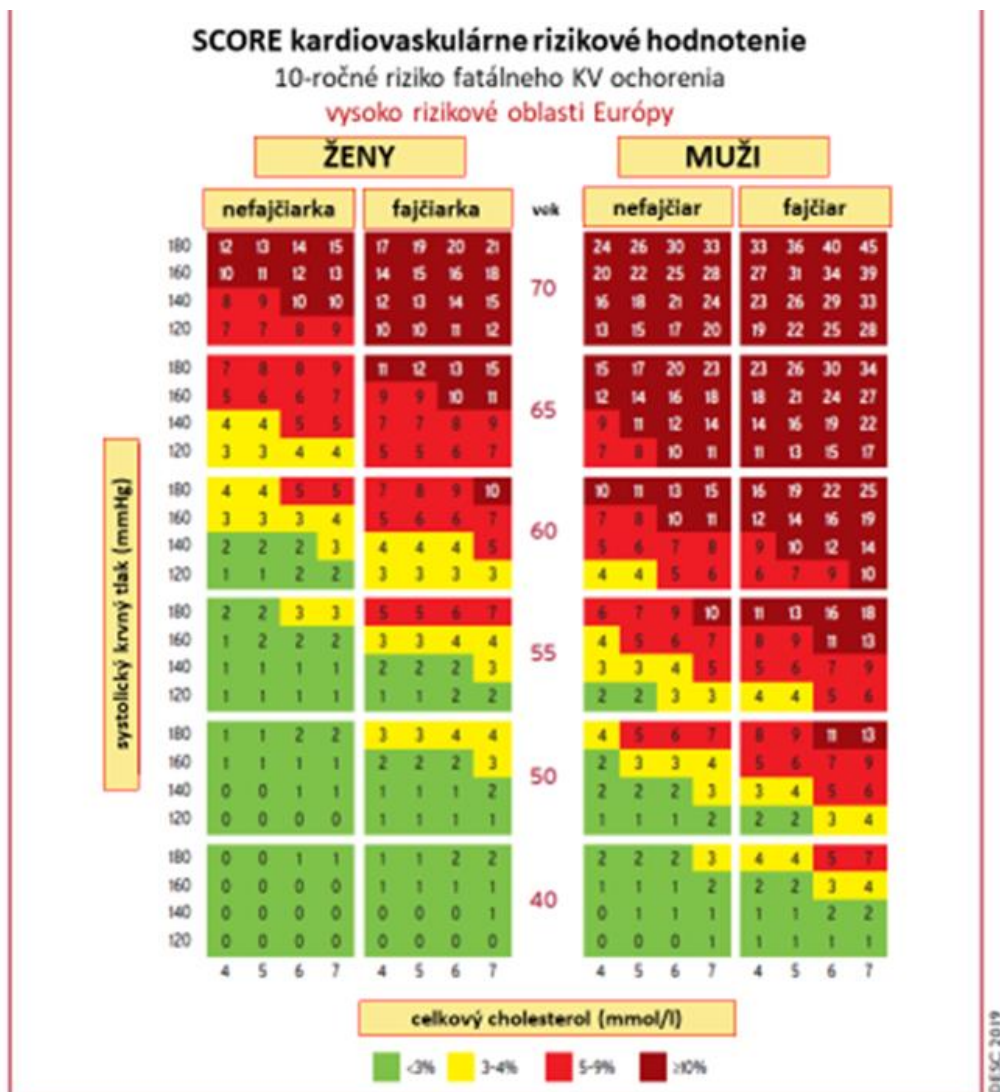 SCORE kardiovaskulárne rizikové hodnotenie
10-ročné riziko fatálneho KV ochorenia
vysoko rizikové oblasti Európy
ŽENY MUŽI
nefajčiarka fajčiarka vek nefajčiar fajčiar
180 12 13 14 15 17 19 20 21 24 26 30 33 33 36 40 45
160 10 11 12 13 14 15 16 18 20 22 25 28 27 31 34 39
70
140 8 9 10 10 12 13 14 15 16 18 21 24 23 26 29 33
120 7 7 8 9 10 10 11 12 13 15 17 20 19 22 25 28
180 7 8 8 9 11 12 13 15 15 17 20 23 23 26 30 34
160 5 6 6 7 9 9 10 11 12 14 16 18 18 21 24 27
65
140 4 4 5 5 7 7 8 9 9 11 12 14 14 16 19 22
120 3 3 4 4 5 5 6 7 7 8 10 11 11 13 15 17
180 4 4 5 5 7 8 9 10 10 11 13 15 16 19 22 25
160 3 3 3 4 5 6 6 7 7 8 10 11 12 14 16 19
60
140 2 2 2 3 4 4 4 5 5 6 7 8 9 10 12 14
120 1 1 2 2 3 3 3 3 4 4 5 6 6 7 9 10
180 2 2 3 3 5 5 6 7 6 7 9 10 11 13 16 18
160 1 2 2 2 3 3 4 4 4 5 6 7 8 9 11 13
55
140 1 1 1 1 2 2 2 3 3 3 4 5 5 6 7 9
120 1 1 1 1 1 1 2 2 2 2 3 3 4 4 5 6
180 1 1 2 2 3 3 4 4 4 5 6 7 8 9 11 13
160 1 1 1 1 2 2 2 3 2 3 3 4 5 6 7 9
50
140 0 0 1 1 1 1 1 2 2 2 2 3 3 4 5 6
120 0 0 0 0 1 1 1 1 1 1 1 2 2 2 3 4
180 0 0 1 1 1 1 2 2 2 2 2 3 4 4 5 7
160 0 0 0 0 1 1 1 1 1 1 1 2 2 2 3 4
40
140 0 0 0 0 0 0 0 1 0 1 1 1 1 1 2 2
120 0 0 0 0 0 0 0 0 0 0 0 1 1 1 1 1
4 5 6 7 4 5 6 7 4 5 6 7 4 5 6 7
systolický krvný tlak (mmHg)
celkový cholesterol (mmol/l)
<3% 3-4% 5-9% ≥10%
ESC 2019